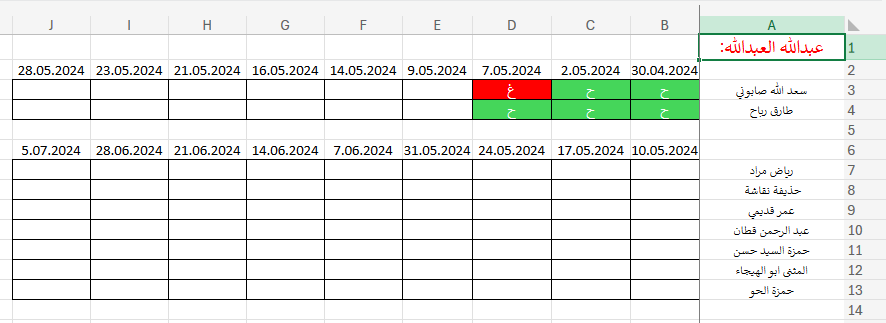 A B C D E F G H I J
1 عبدالله العبدالله:
2 30.04.2024 2.05.2024 7.05.2024 9.05.2024 14.05.2024 16.05.2024 21.05.2024 23.05.2024 28.05.2024
3 سعد الله صابوني ح ح غ
4 طارق رباح ح ح ح
5
6 10.05.2024 17.05.2024 24.05.2024 31.05.2024 7.06.2024 14.06.2024 21.06.2024 28.06.2024 5.07.2024
7 رياض مراد
8 حذيفة نقاشة
9 عمر قديمي
10 عبد الرحمن قطان
11 حمزة السيد حسن
12 المثنى ابو الهيجاء
13 حمزة الحو
14